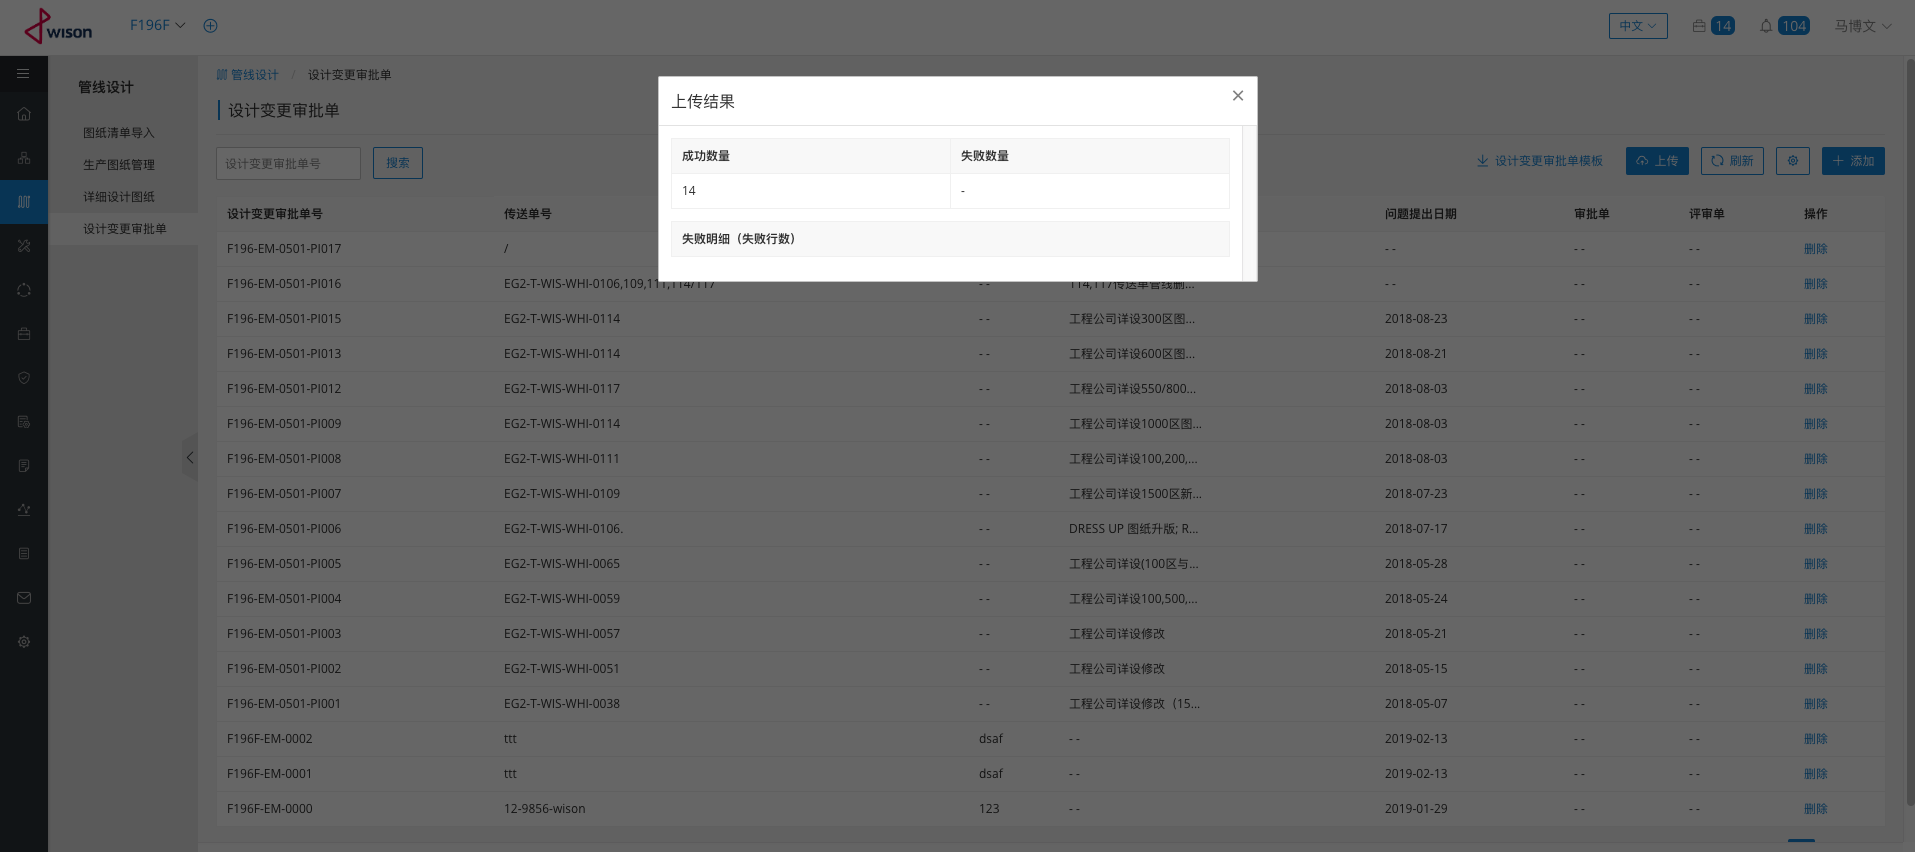 wison
F196F
中文
14
104
马博文
管线设计
图纸清单导入
生产图纸管理
详细设计图纸
设计变更审批单
管线设计 / 设计变更审批单
设计变更审批单
设计变更审批单号
搜索
设计变更审批单模板
上传
刷新
添加
上传结果
成功数量 失败数量
14 -
失败明细（失败行数）
设计变更审批单号 传送单号 问题提出日期 审批单 评审单 操作
F196-EM-0501-PI017 / - - - - - - 删除
F196-EM-0501-PI016 EG2-T-WIS-WHI-0106,109,111,114/117 - - 114,117传送单管线删... - - - - - - 删除
F196-EM-0501-PI015 EG2-T-WIS-WHI-0114 - - 工程公司详设300区图... 2018-08-23 - - - - 删除
F196-EM-0501-PI013 EG2-T-WIS-WHI-0114 - - 工程公司详设600区图... 2018-08-21 - - - - 删除
F196-EM-0501-PI012 EG2-T-WIS-WHI-0117 - - 工程公司详设550/800... 2018-08-03 - - - - 删除
F196-EM-0501-PI009 EG2-T-WIS-WHI-0114 - - 工程公司详设1000区图... 2018-08-03 - - - - 删除
F196-EM-0501-PI008 EG2-T-WIS-WHI-0111 - - 工程公司详设100,200,... 2018-08-03 - - - - 删除
F196-EM-0501-PI007 EG2-T-WIS-WHI-0109 - - 工程公司详设1500区新... 2018-07-23 - - - - 删除
F196-EM-0501-PI006 EG2-T-WIS-WHI-0106. - - DRESS UP 图纸升版; R... 2018-07-17 - - - - 删除
F196-EM-0501-PI005 EG2-T-WIS-WHI-0065 - - 工程公司详设(100区与... 2018-05-28 - - - - 删除
F196-EM-0501-PI004 EG2-T-WIS-WHI-0059 - - 工程公司详设100,500,... 2018-05-24 - - - - 删除
F196-EM-0501-PI003 EG2-T-WIS-WHI-0057 - - 工程公司详设修改 2018-05-21 - - - - 删除
F196-EM-0501-PI002 EG2-T-WIS-WHI-0051 - - 工程公司详设修改 2018-05-15 - - - - 删除
F196-EM-0501-PI001 EG2-T-WIS-WHI-0038 - - 工程公司详设修改（15... 2018-05-07 - - - - 删除
F196F-EM-0002 ttt dsaf - - 2019-02-13 - - - - 删除
F196F-EM-0001 ttt dsaf - - 2019-02-13 - - - - 删除
F196F-EM-0000 12-9856-wison 123 - - 2019-01-29 - - - - 删除